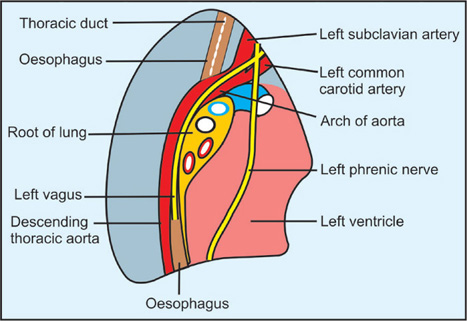 Thoracic duct
Oesophagus
Root of lung
Left vagus
Descending
thoracic aorta
Oesophagus
Left subclavian artery
Left common
carotid artery
Arch of aorta
Left phrenic nerve
Left ventricle